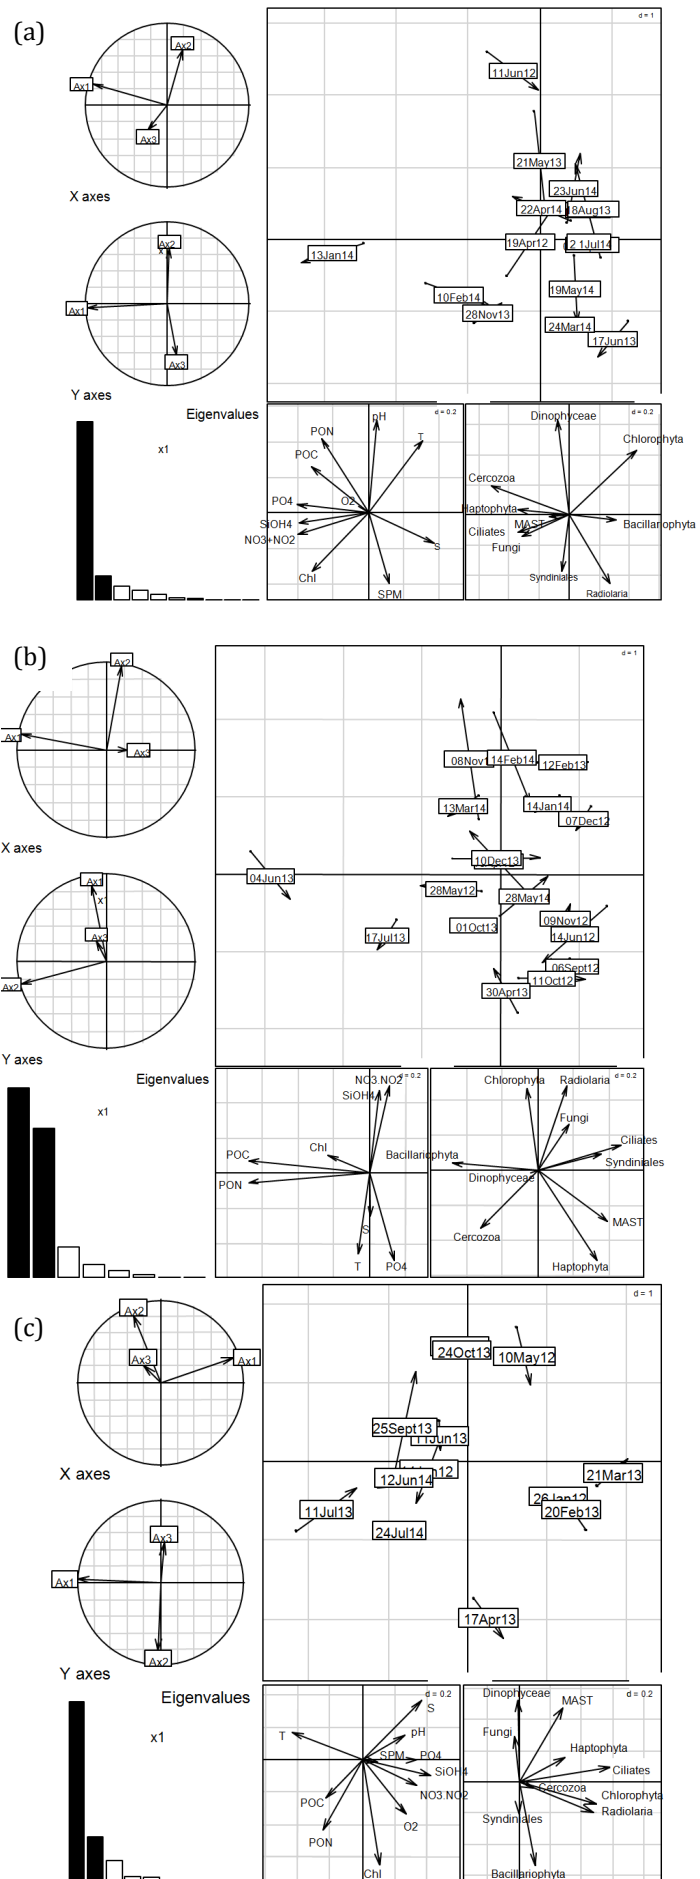 (a)
Ax2
Ax1
Ax3
X axes
Ax2
Ax1
Ax3
Y axes
Eigenvalues
x1
d = 1
11Jun12
21May13
23Jun14
22Apr14
18Aug13
19Apr12
1Jul14
13Jan14
10Feb14
19May14
28Nov13
24Mar14
17Jun13
d = 0.2
pH
PON
T
POC
PO4
O2
SiOH4
NO3+NO2
S
Chl
SPM
d = 0.2
Dinophyceae
Chlorophyta
Cercozoa
Haptophyta
MAST
Bacillariophyta
Ciliates
Fungi
Syndiniales
Radiolaria
(b)
Ax2
Ax1
Ax3
X axes
Ax1
x1
Ax3
Ax2
Y axes
Eigenvalues
x1
d = 1
08Nov1
14Feb14
12Feb13
13Mar14
14Jan14
07Dec12
10Dec13
04Jun13
28May12
28May14
01Oct13
09Nov12
17Jul13
14Jun12
06Sept12
11Oct12
30Apr13
d = 0.2
NO3.NO2
SiOH4
Chl
POC
PON
S
T
PO4
d = 0.2
Chlorophyta
Radiolaria
Fungi
Ciliates
Bacillariophyta
Syndiniales
Dinophyceae
MAST
Cercozoa
Haptophyta
(c)
Ax2
Ax3
Ax1
X axes
Ax3
Ax1
Ax2
Y axes
Eigenvalues
x1
d = 1
24Oct13
10May12
25Sept13
11Jun13
12Jun14
21Mar13
26Jan12
11Jul13
20Feb13
24Jul14
17Apr13
d = 0.2
S
T
pH
SPM
PO4
SiOH4
NO3.NO2
POC
O2
PON
Chl
d = 0.2
Dinophyceae
MAST
Fungi
Haptophyta
Ciliates
Cercozoa
Chlorophyta
Radiolaria
Syndiniales
Bacillariophyta